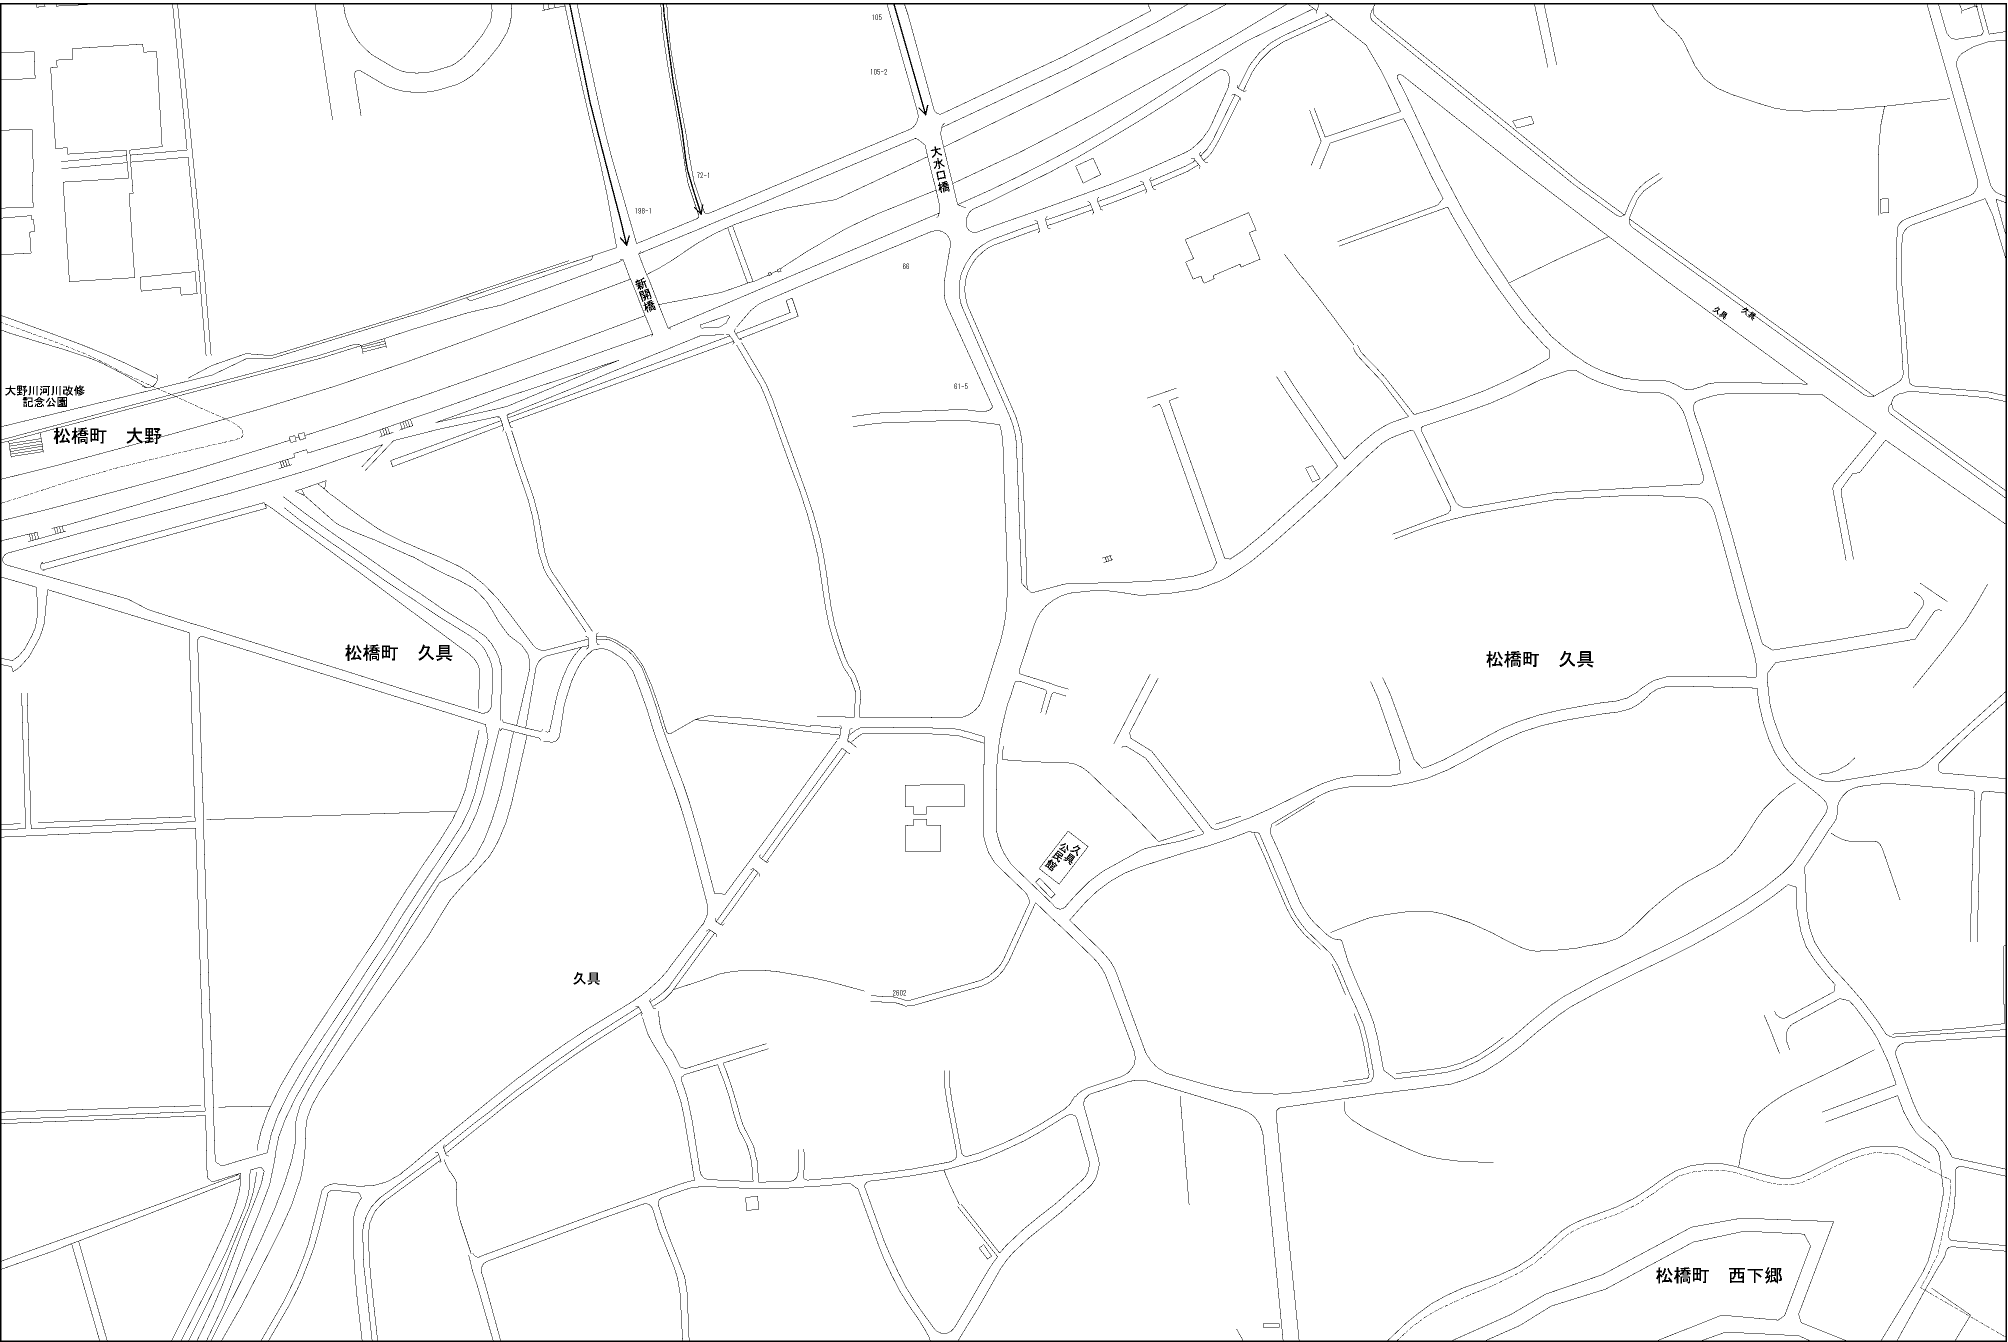 105
105-2
大水口橋
72-1
198-1
66
新開橋
久具
久具
大野川河川改修
記念公園
61-5
松橋町　大野
松橋町　久具
松橋町　久具
久具
公民館
久具
2602
松橋町　西下郷